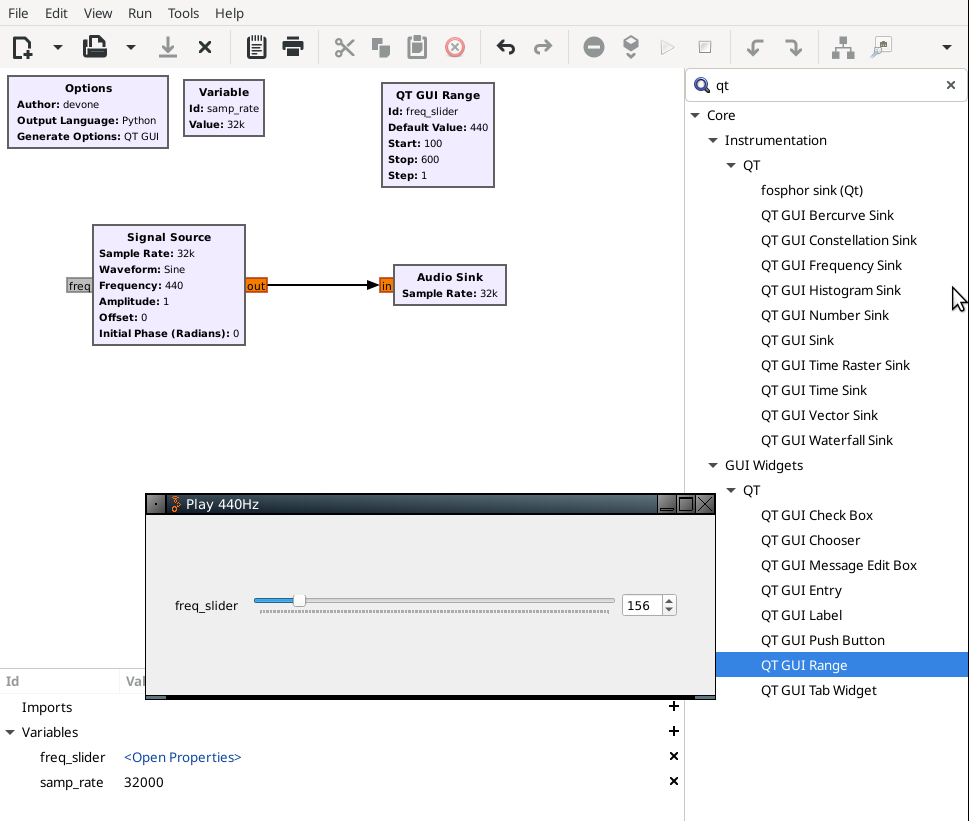 File Edit View Run Tools Help
Options
Author: devone
Output Language: Python
Generate Options: QT GUI
Variable
Id: samp_rate
Value: 32k
QT GUI Range
Id: freq_slider
Default Value: 440
Start: 100
Stop: 600
Step: 1
Signal Source
Sample Rate: 32k
Waveform: Sine
Frequency: 440
Amplitude: 1
Offset: 0
Initial Phase (Radians): 0
freq
out
in
Audio Sink
Sample Rate: 32k
qt
Core
Instrumentation
QT
fosphor sink (Qt)
QT GUI Bercurve Sink
QT GUI Constellation Sink
QT GUI Frequency Sink
QT GUI Histogram Sink
QT GUI Number Sink
QT GUI Sink
QT GUI Time Raster Sink
QT GUI Time Sink
QT GUI Vector Sink
QT GUI Waterfall Sink
GUI Widgets
QT
QT GUI Check Box
QT GUI Chooser
QT GUI Message Edit Box
QT GUI Entry
QT GUI Label
QT GUI Push Button
QT GUI Range
QT GUI Tab Widget
Play 440Hz
freq_slider 156
Id Val
Imports
Variables
freq_slider <Open Properties>
samp_rate 32000